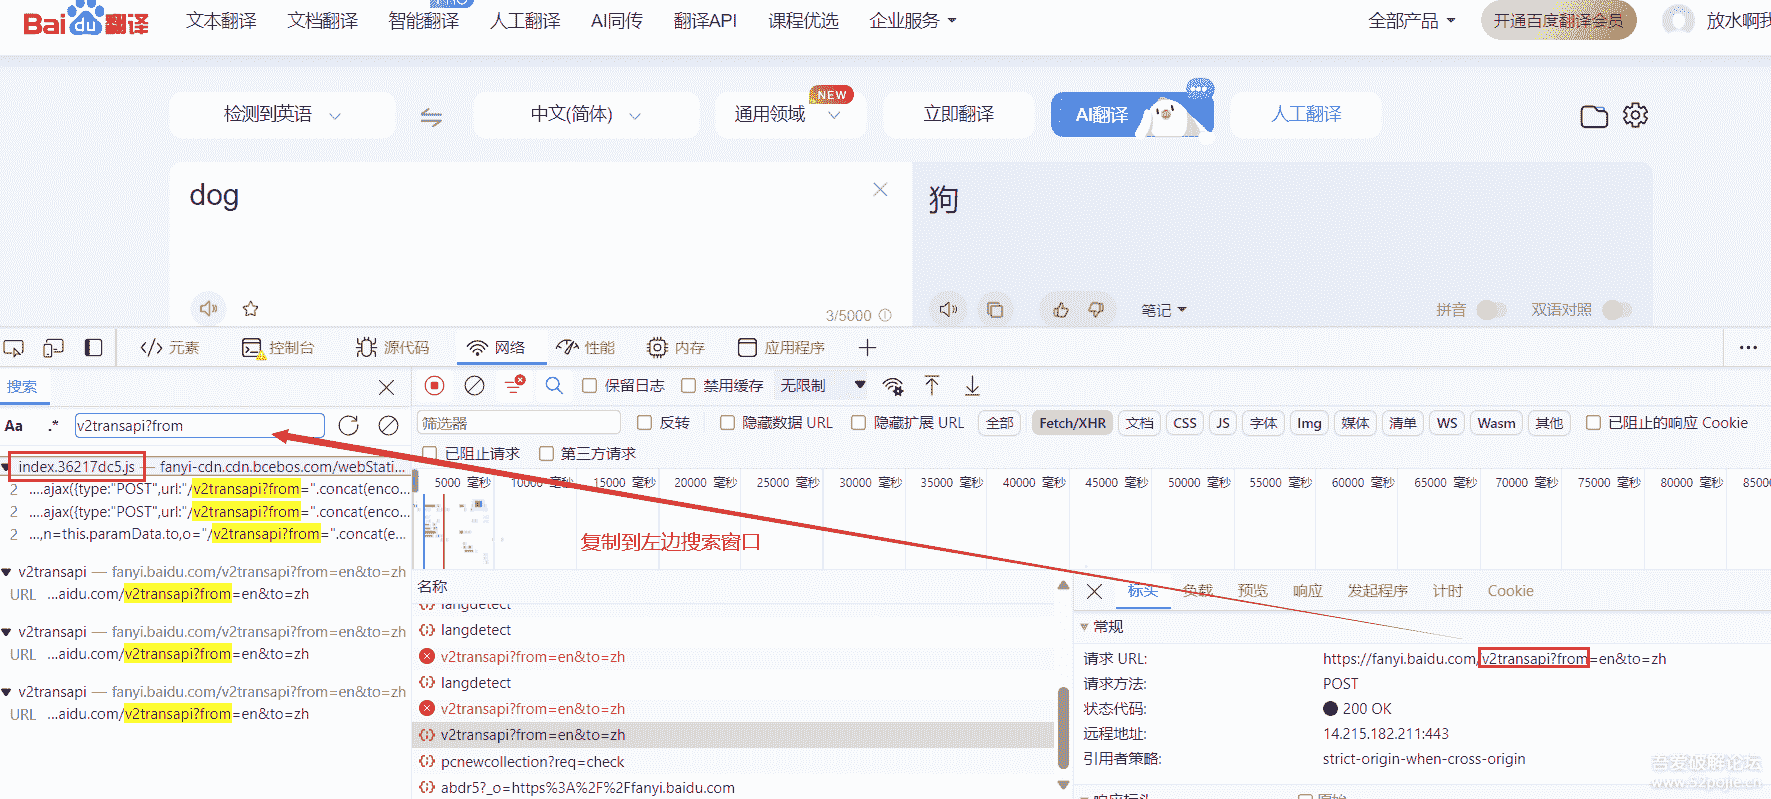 Bai du 翻译 文本翻译 文档翻译 智能翻译 人工翻译 AI同传 翻译API 课程优选 企业服务 全部产品 开通百度翻译会员 放水啊我
检测到英语 中文(简体) 通用领域 NEW 立即翻译 AI翻译 人工翻译
dog 狗
3/5000 笔记 拼音 双语对照
元素 控制台 源代码 网络 性能 内存 应用程序
搜索 保留日志 禁用缓存 无限制
Aa .* v2transapi?from 筛选器 反转 隐藏数据 URL 隐藏扩展 URL 全部 Fetch/XHR 文档 CSS JS 字体 Img 媒体 清单 WS Wasm 其他 已阻止的响应 Cookie
已阻止请求 第三方请求
index.36217dc5.js — fanyi-cdn.cdn.bcebos.com/webStati...
2 ....ajax({type:"POST",url:"/v2transapi?from=".concat(enco...
2 ....ajax({type:"POST",url:"/v2transapi?from=".concat(enco...
2 ...,n=this.paramData.to,o="/v2transapi?from=".concat(e...
v2transapi — fanyi.baidu.com/v2transapi?from=en&to=zh
URL ...aidu.com/v2transapi?from=en&to=zh
v2transapi — fanyi.baidu.com/v2transapi?from=en&to=zh
URL ...aidu.com/v2transapi?from=en&to=zh
v2transapi — fanyi.baidu.com/v2transapi?from=en&to=zh
URL ...aidu.com/v2transapi?from=en&to=zh
5000 毫秒 10000 毫秒 15000 毫秒 20000 毫秒 25000 毫秒 30000 毫秒 35000 毫秒 40000 毫秒 45000 毫秒 50000 毫秒 55000 毫秒 60000 毫秒 65000 毫秒 70000 毫秒 75000 毫秒 80000 毫秒 85000
复制到左边搜索窗口
名称
langdetect
langdetect
v2transapi?from=en&to=zh
langdetect
v2transapi?from=en&to=zh
v2transapi?from=en&to=zh
pcnewcollection?req=check
abdr5?_o=https%3A%2F%2Ffanyi.baidu.com
标头 负载 预览 响应 发起程序 计时 Cookie
常规
请求 URL: https://fanyi.baidu.com/v2transapi?from=en&to=zh
请求方法: POST
状态代码: 200 OK
远程地址: 14.215.182.211:443
引用者策略: strict-origin-when-cross-origin
响应标头 原始
吾爱破解论坛
www.52pojie.cn